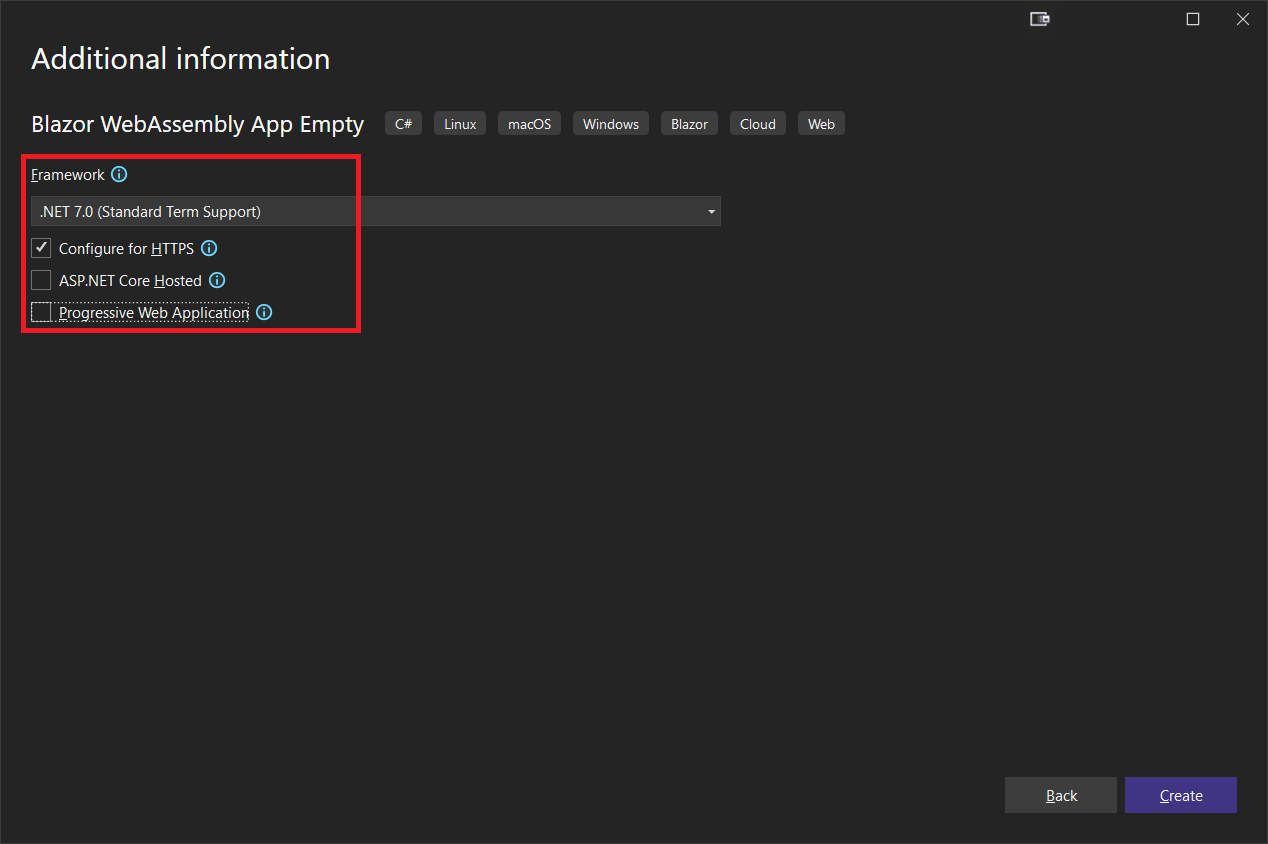 Additional information
Blazor WebAssembly App Empty C# Linux macOS Windows Blazor Cloud Web
Framework
.NET 7.0 (Standard Term Support)
Configure for HTTPS
ASP.NET Core Hosted
Progressive Web Application
Back Create